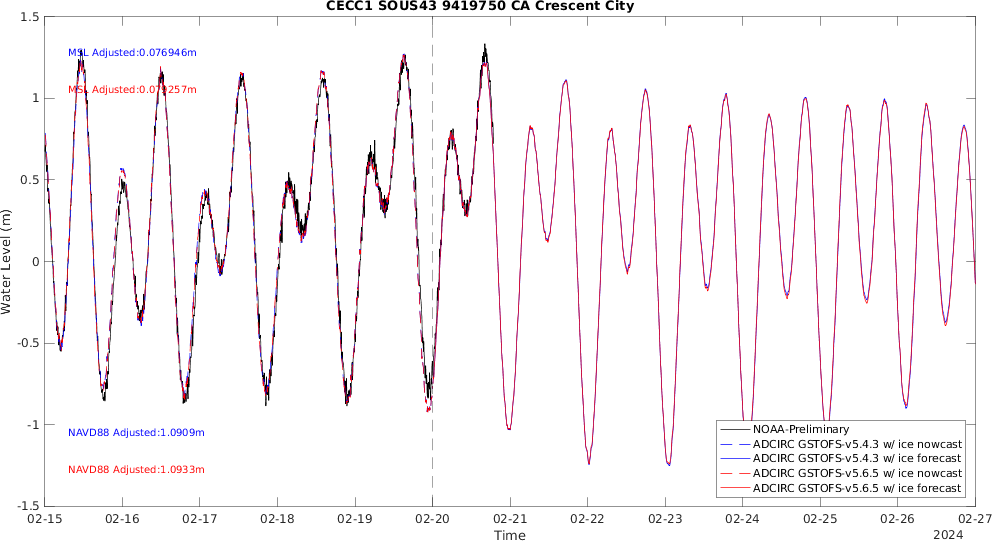 CECC1 SOUS43 9419750 CA Crescent City
1.5
1
0.5
0
-0.5
-1
-1.5
Water Level (m)
MSL Adjusted:0.076946m
MSL Adjusted:0.079257m
NAVD88 Adjusted:1.0909m
NAVD88 Adjusted:1.0933m
NOAA-Preliminary
ADCIRC GSTOFS-v5.4.3 w/ ice nowcast
ADCIRC GSTOFS-v5.4.3 w/ ice forecast
ADCIRC GSTOFS-v5.6.5 w/ ice nowcast
ADCIRC GSTOFS-v5.6.5 w/ ice forecast
02-15 02-16 02-17 02-18 02-19 02-20 02-21 02-22 02-23 02-24 02-25 02-26 02-27
Time
2024